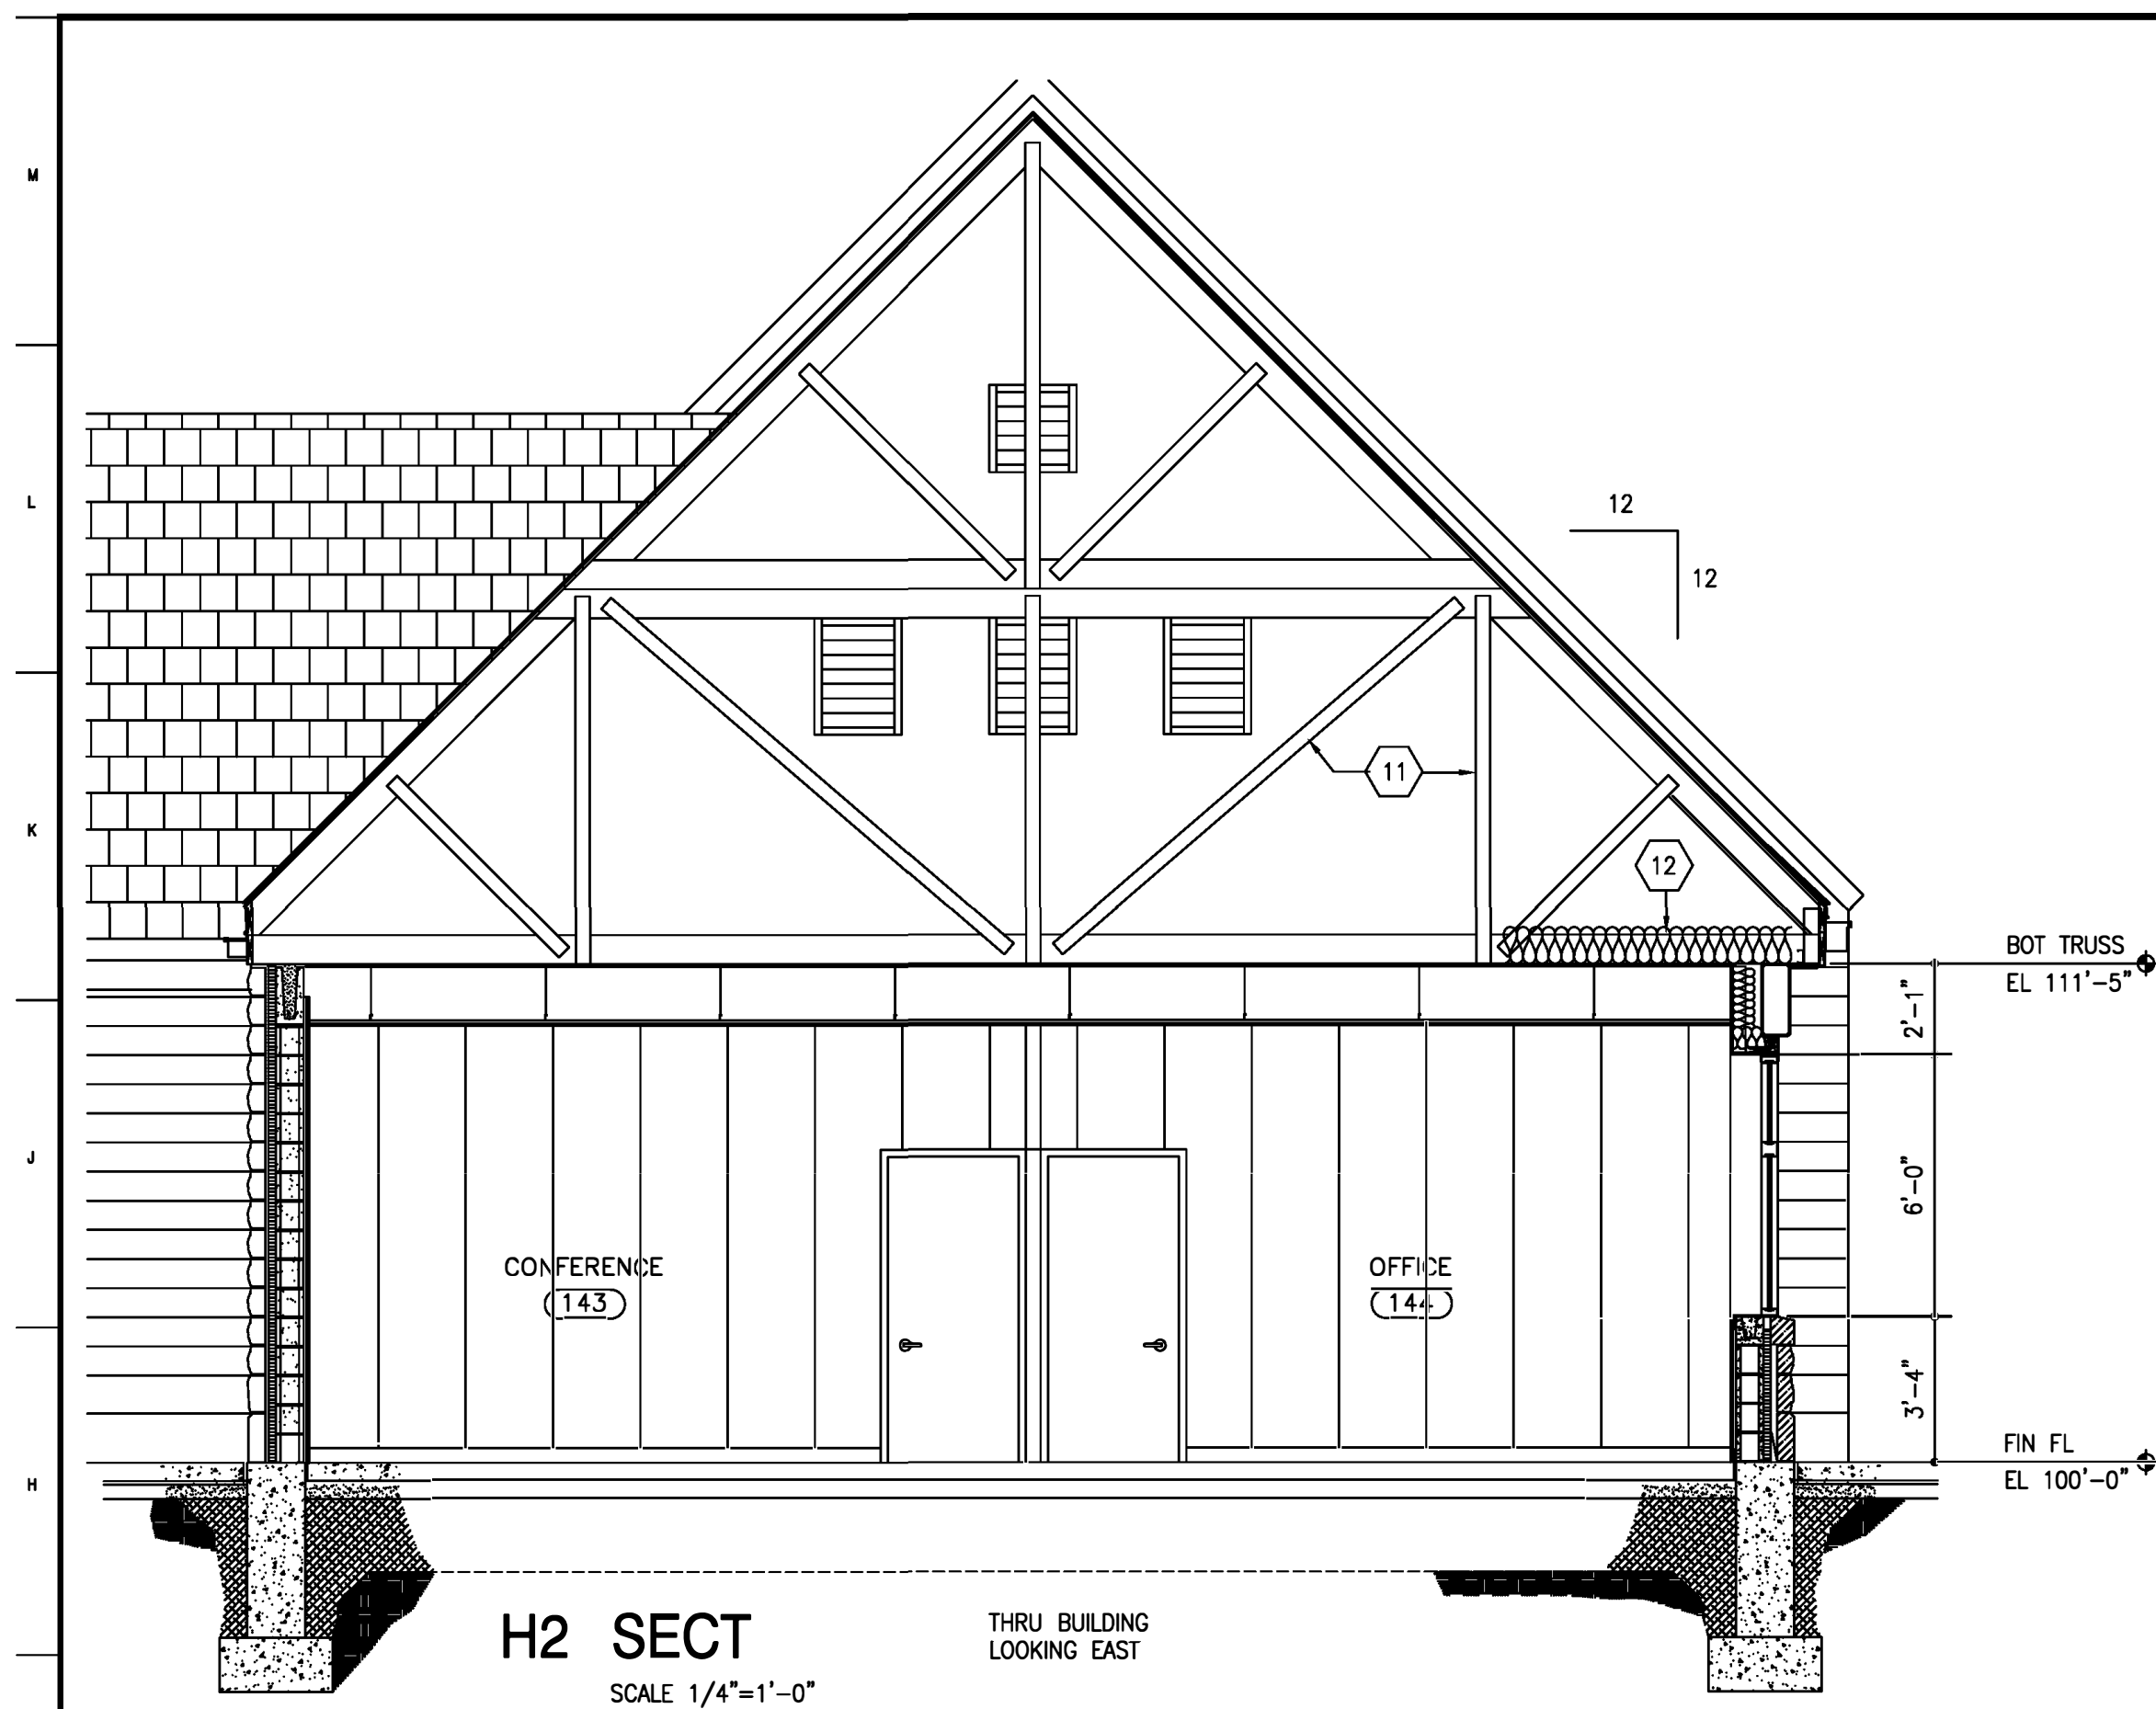 M
L
12
12
K
11
12
BOT TRUSS
EL 111'-5"
2'-1"
J
6'-0"
CONFERENCE
143
OFFICE
144
3'-4"
FIN FL
EL 100'-0"
H
H2 SECT
THRU BUILDING
LOOKING EAST
SCALE 1/4"=1'-0"